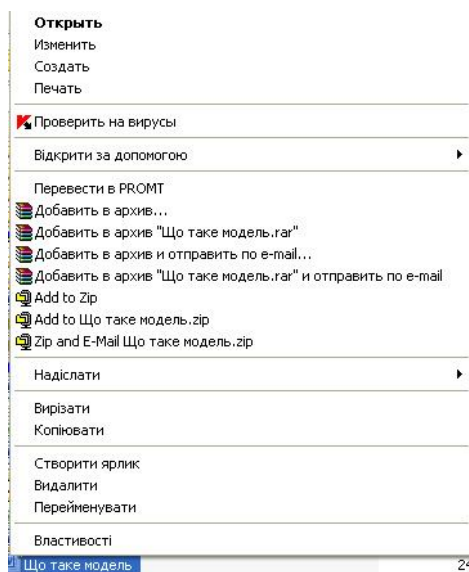 Открыть
Изменить
Создать
Печать
Проверить на вирусы
Відкрити за допомогою
Перевести в PROMT
Добавить в архив...
Добавить в архив "Що таке модель.rar"
Добавить в архив и отправить по e-mail...
Добавить в архив "Що таке модель.rar" и отправить по e-mail
Add to Zip
Add to Що таке модель.zip
Zip and E-Mail Що таке модель.zip
Надіслати
Вирізати
Копіювати
Створити ярлик
Видалити
Перейменувати
Властивості
Що таке модель